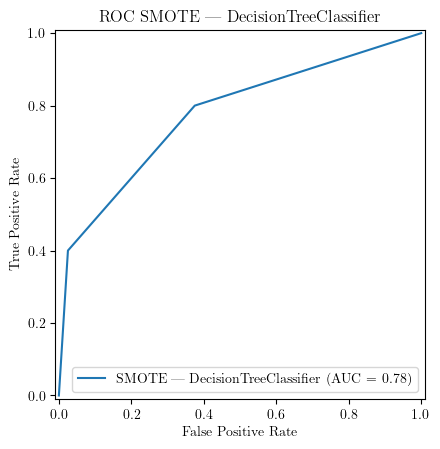 ROC SMOTE — DecisionTreeClassifier
1.0
0.8
0.6
0.4
0.2
0.0
True Positive Rate
SMOTE — DecisionTreeClassifier (AUC = 0.78)
0.0 0.2 0.4 0.6 0.8 1.0
False Positive Rate